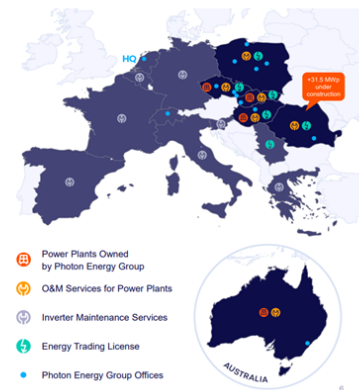 HQ
+31.5 MWp
under
construction
Power Plants Owned
by Photon Energy Group
O&M Services for Power Plants
Inverter Maintenance Services
Energy Trading License
Photon Energy Group Offices
AUSTRALIA